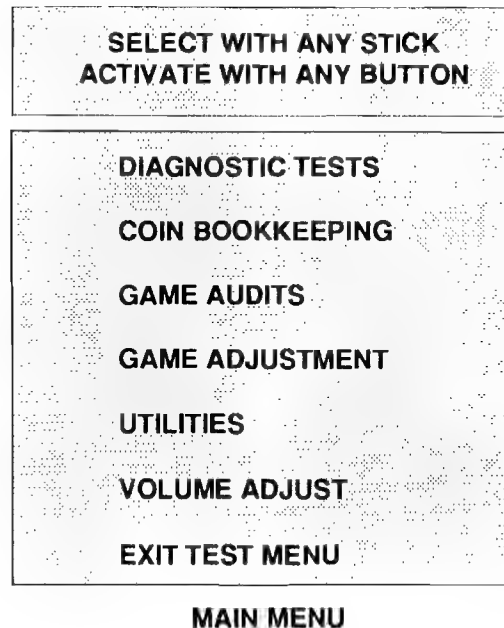 SELECT WITH ANY STICK
ACTIVATE WITH ANY BUTTON
DIAGNOSTIC TESTS
COIN BOOKKEEPING
GAME AUDITS
GAME ADJUSTMENT
UTILITIES
VOLUME ADJUST
EXIT TEST MENU
MAIN MENU